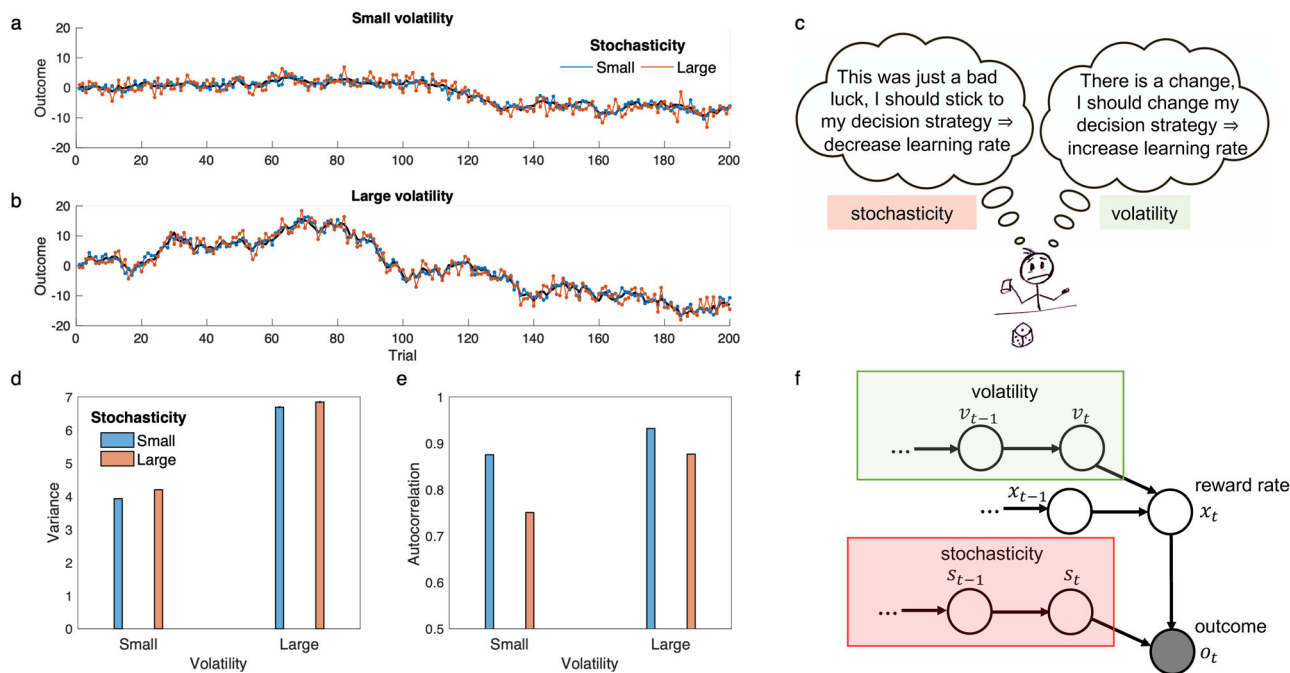 a
Small volatility
20
10
0
-10
-20
Outcome
Stochasticity
Small
Large
0
20
40
60
80
100
120
140
160
180
200
b
Large volatility
20
10
0
-10
-20
Outcome
0
20
40
60
80
100
120
140
160
180
200
Trial
c
This was just a bad
luck, I should stick to
my decision strategy ⇒
decrease learning rate
There is a change,
I should change my
decision strategy ⇒
increase learning rate
stochasticity
volatility
d
7
6
5
4
3
2
1
0
Variance
Stochasticity
Small
Large
Small
Large
Volatility
e
1
0.9
0.8
0.7
0.6
0.5
Autocorrelation
Small
Large
Volatility
f
volatility
v_{t-1}
v_t
...
reward rate
x_{t-1}
x_t
...
stochasticity
s_{t-1}
s_t
...
outcome
o_t